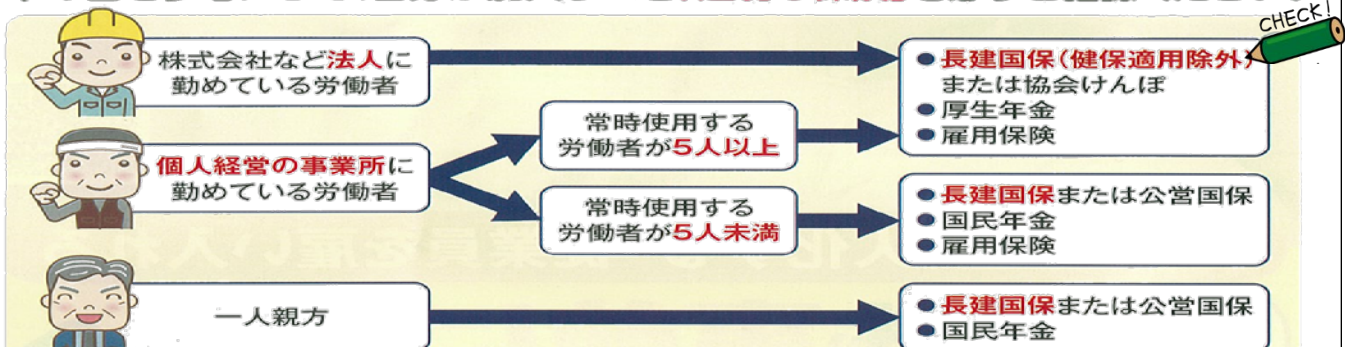 CHECK!
株式会社など法人に
勤めている労働者
●長建国保(健保適用除外)
または協会けんぽ
●厚生年金
●雇用保険
常時使用する
労働者が5人以上
個人経営の事業所に
勤めている労働者
常時使用する
労働者が5人未満
●長建国保または公営国保
●国民年金
●雇用保険
一人親方
●長建国保または公営国保
●国民年金